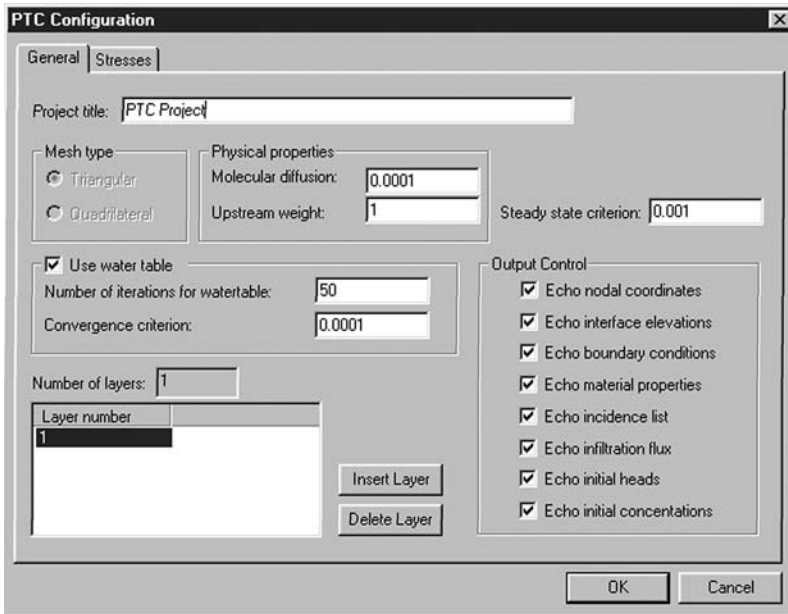 PTC Configuration
General
Stresses
Project title: PTC Project
Mesh type
Triangular
Quadrilateral
Physical properties
Molecular diffusion: 0.0001
Upstream weight: 1
Steady state criterion: 0.001
Use water table
Number of iterations for watertable: 50
Convergence criterion: 0.0001
Number of layers: 1
Layer number
1
Insert Layer
Delete Layer
Output Control
Echo nodal coordinates
Echo interface elevations
Echo boundary conditions
Echo material properties
Echo incidence list
Echo infiltration flux
Echo initial heads
Echo initial concentations
OK
Cancel